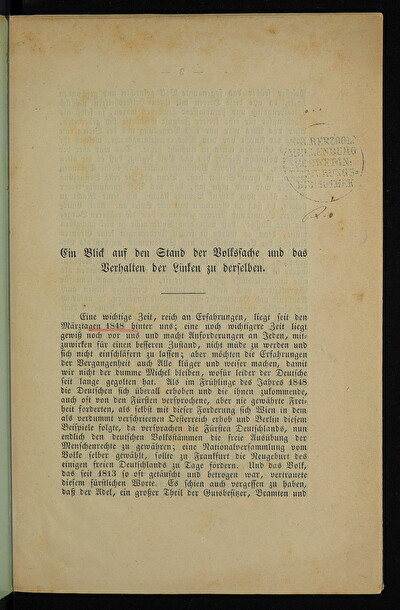 Ein Blick auf den Stand der Volkssache und das
Verhalten der Linken zu derselben.
Eine wichtige Zeit, reich an Erfahrungen, liegt seit den
Märztagen 1848 hinter uns; eine noch wichtigere Zeit liegt
gewiß noch vor uns und macht Anforderungen an Jeden, mit-
zuwirken für einen bessern Zustand, nicht müde zu werden und
sich nicht einschläfern zu lassen; aber möchten die Erfahrungen
der Vergangenheit auch Alle klüger und weiser machen, damit
wir nicht der dumme Michel bleiben, wofür leider der Deutsche
seit lange gegolten hat. Als im Frühlinge des Jahres 1848
die Deutschen sich überall erhoben und die ihnen zukommende,
auch oft von den Fürsten versprochene, aber nie gewährte Frei-
heit forderten, als selbst mit dieser Forderung sich Wien in dem
als verdummt verschrieenen Oesterreich erhob und Berlin diesem
Beispiele folgte, da versprachen die Fürsten Deutschlands, nun
endlich den deutschen Volksstämmen die freie Ausübung der
Menschenrechte zu gewähren; eine Nationalversammlung vom
Volke selber gewählt, sollte zu Frankfurt die Neugeburt des
einigen freien Deutschlands zu Tage fördern. Und das Volk,
das seit 1813 so oft getäuscht und betrogen war, vertrauete
diesem fürstlichen Worte. Es schien auch vergessen zu haben,
daß der Adel, ein großer Theil der Gutsbesitzer, Beamten und